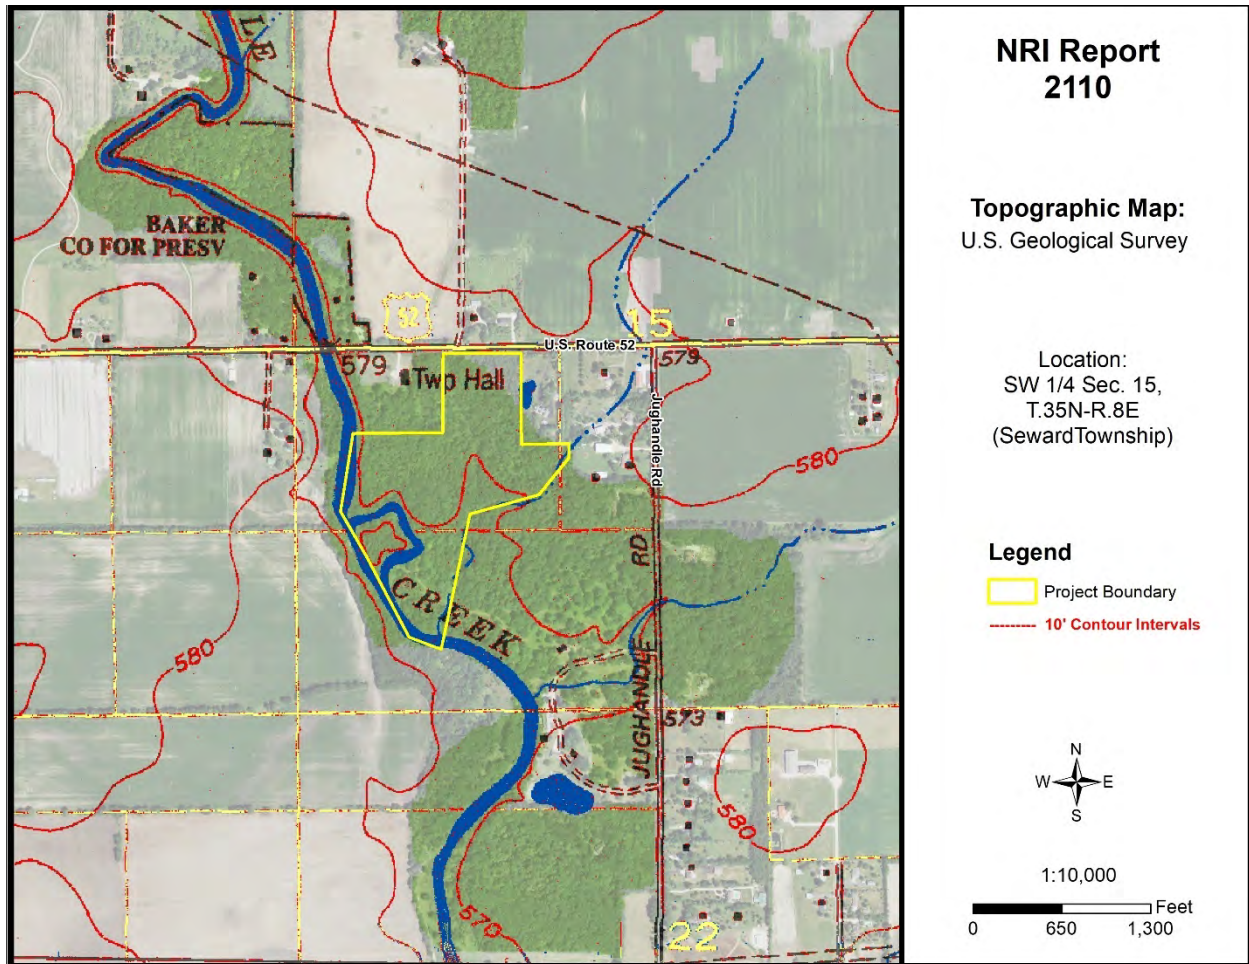 LE
BAKER
CO FOR PRESV
52
15
U.S. Route 52
579
Two Hall
579
Jughandle Rd
580
RD
CREEK
580
JUGHANDLE
573
580
570
22
NRI Report
2110
Topographic Map:
U.S. Geological Survey
Location:
SW 1/4 Sec. 15,
T.35N-R.8E
(SewardTownship)
Legend
Project Boundary
10' Contour Intervals
N
W E
S
1:10,000
Feet
0 650 1,300